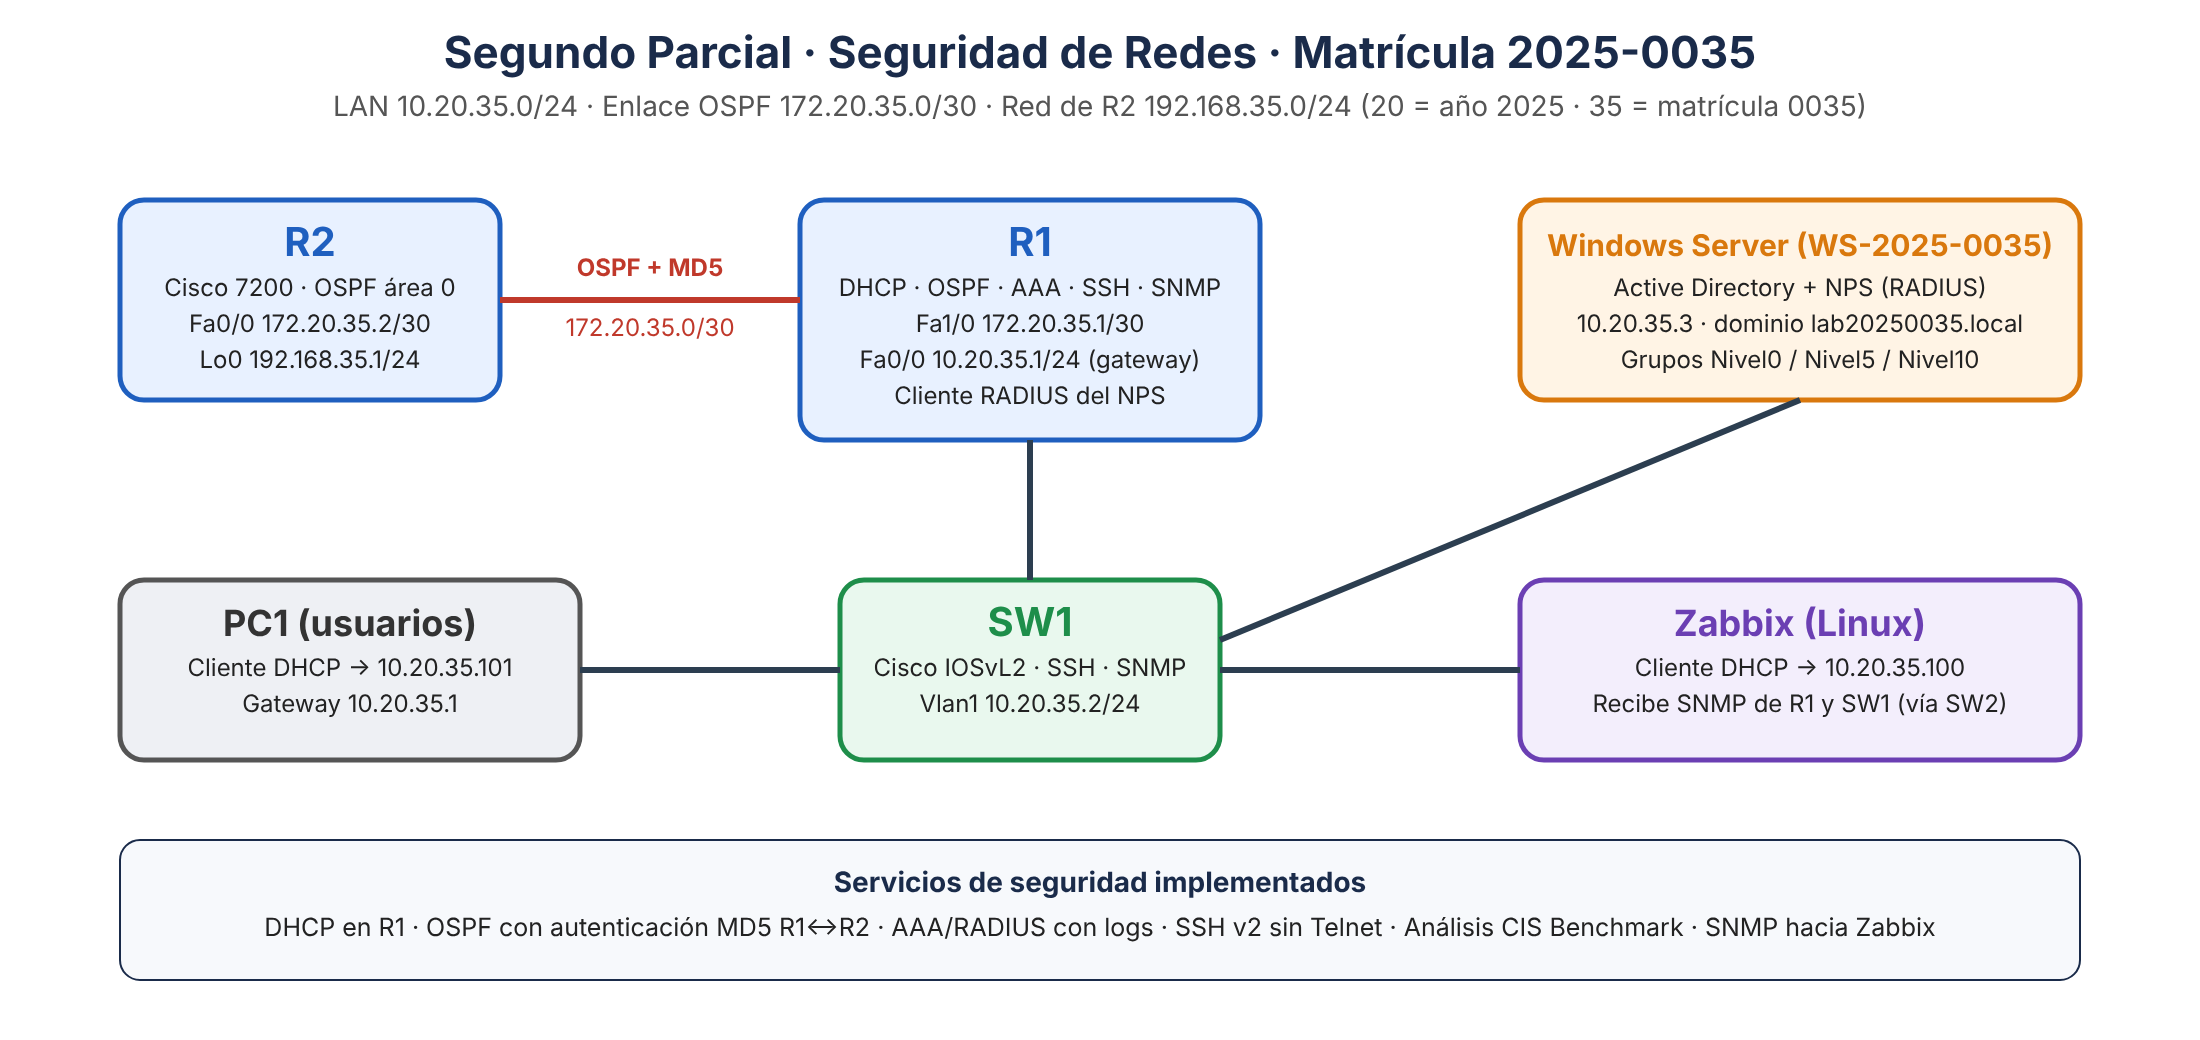 Segundo Parcial · Seguridad de Redes · Matrícula 2025-0035
LAN 10.20.35.0/24 · Enlace OSPF 172.20.35.0/30 · Red de R2 192.168.35.0/24 (20 = año 2025 · 35 = matrícula 0035)
R2
Cisco 7200 · OSPF área 0
Fa0/0 172.20.35.2/30
Lo0 192.168.35.1/24
OSPF + MD5
172.20.35.0/30
R1
DHCP · OSPF · AAA · SSH · SNMP
Fa1/0 172.20.35.1/30
Fa0/0 10.20.35.1/24 (gateway)
Cliente RADIUS del NPS
Windows Server (WS-2025-0035)
Active Directory + NPS (RADIUS)
10.20.35.3 · dominio lab20250035.local
Grupos Nivel0 / Nivel5 / Nivel10
PC1 (usuarios)
Cliente DHCP → 10.20.35.101
Gateway 10.20.35.1
SW1
Cisco IOSvL2 · SSH · SNMP
Vlan1 10.20.35.2/24
Zabbix (Linux)
Cliente DHCP → 10.20.35.100
Recibe SNMP de R1 y SW1 (vía SW2)
Servicios de seguridad implementados
DHCP en R1 · OSPF con autenticación MD5 R1↔R2 · AAA/RADIUS con logs · SSH v2 sin Telnet · Análisis CIS Benchmark · SNMP hacia Zabbix